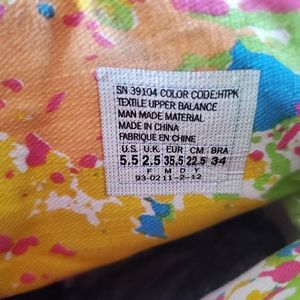 SN 39104 COLOR CODE:HTPK
TEXTILE UPPER BALANCE
MAN MADE MATERIAL
MADE IN CHINA
FABRIQUE EN CHINE
U.S. U.K. EUR CM. BRA
5.5 2.5 35.5 22.5 34
F M D Y
93-0211-2-12